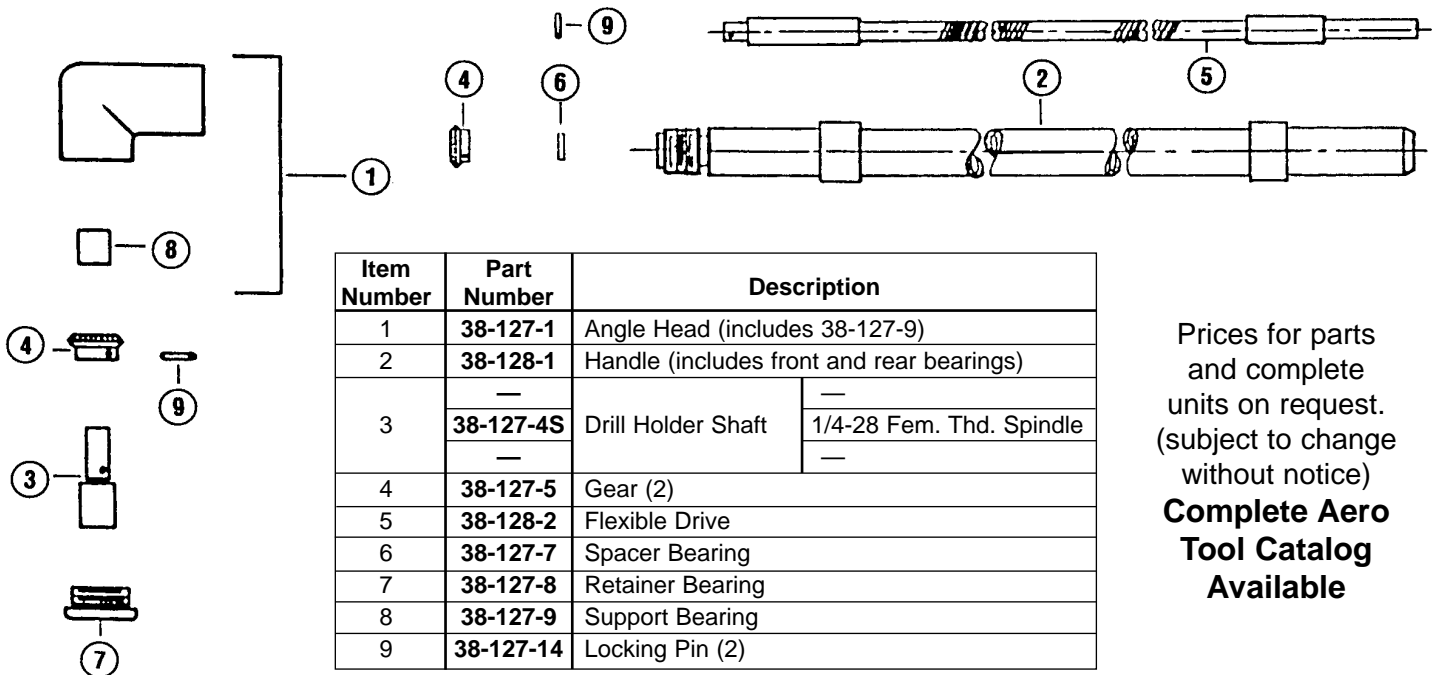 9
4
6
2
5
1
8
4
9
3
7
Item Number Part Number Description
1 38-127-1 Angle Head (includes 38-127-9)
2 38-128-1 Handle (includes front and rear bearings)
— —
3 38-127-4S Drill Holder Shaft 1/4-28 Fem. Thd. Spindle
— —
4 38-127-5 Gear (2)
5 38-128-2 Flexible Drive
6 38-127-7 Spacer Bearing
7 38-127-8 Retainer Bearing
8 38-127-9 Support Bearing
9 38-127-14 Locking Pin (2)
Prices for parts
and complete
units on request.
(subject to change
without notice)
Complete Aero
Tool Catalog
Available